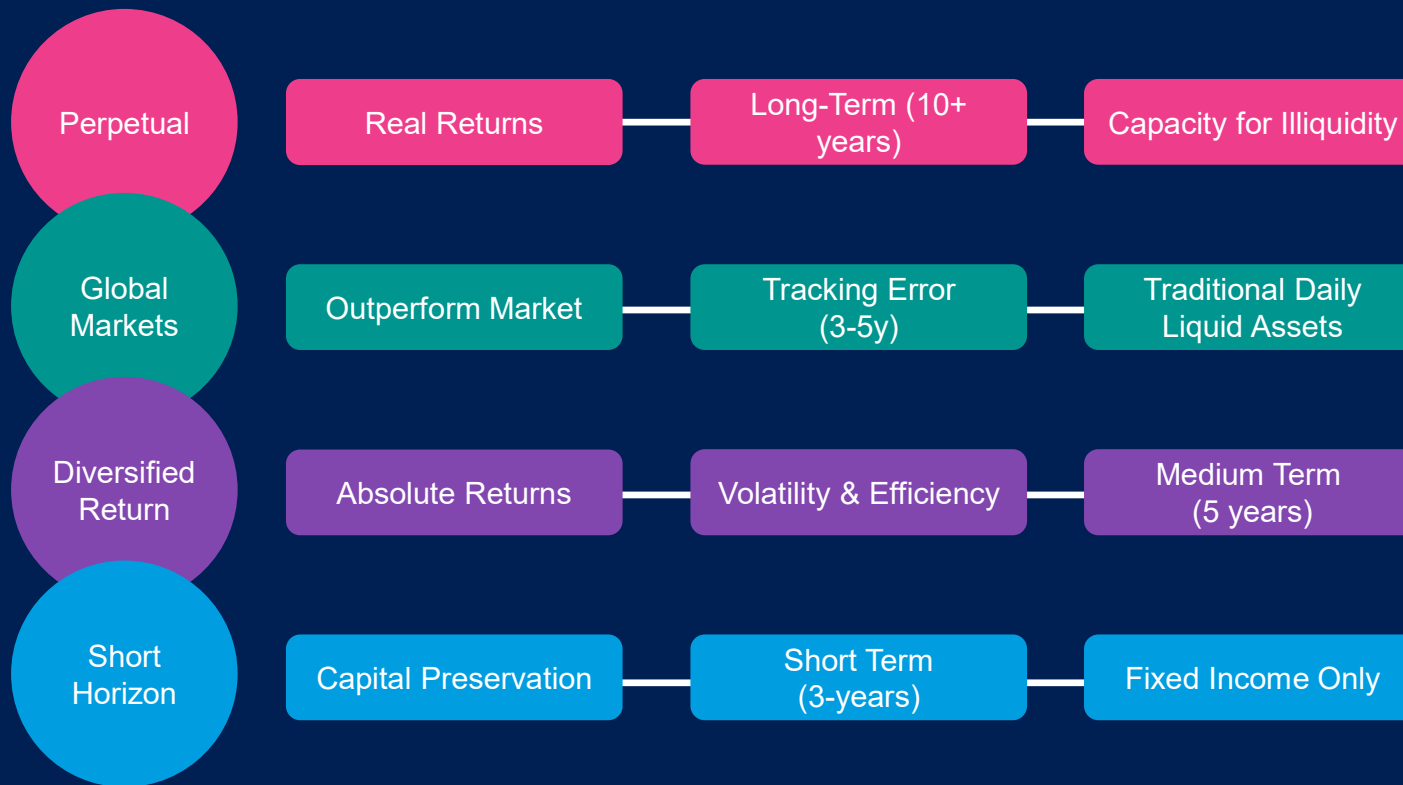 Perpetual
Real Returns
Long-Term (10+
years)
Capacity for Illiquidity
Global
Markets
Outperform Market
Tracking Error
(3-5y)
Traditional Daily
Liquid Assets
Diversified
Return
Absolute Returns
Volatility & Efficiency
Medium Term
(5 years)
Short
Horizon
Capital Preservation
Short Term
(3-years)
Fixed Income Only